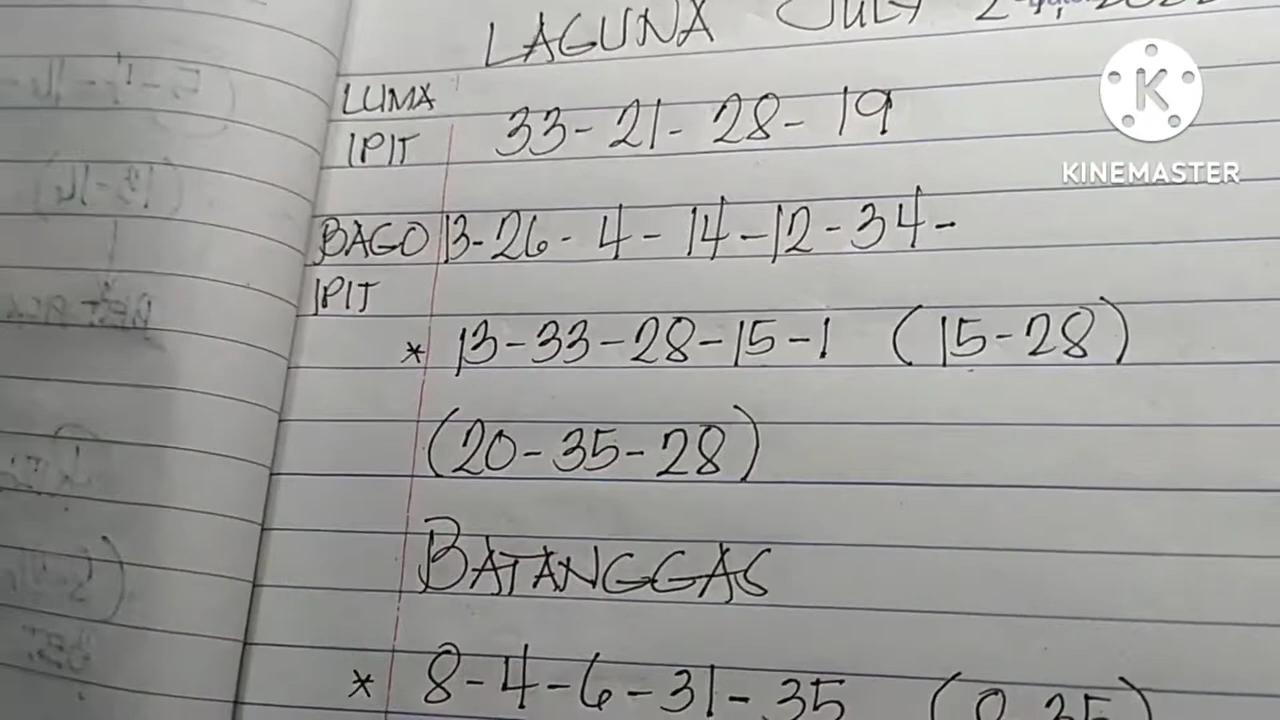 LAGUNA JULY
LUMA
IPIT 33-21-28-19
BAGO 13-26-4-14-12-34-
IPIT
* 13-33-28-15-1 (15-28)
(20-35-28)
BATANGGAS
* 8-4-6-31-35
K
KINEMASTER